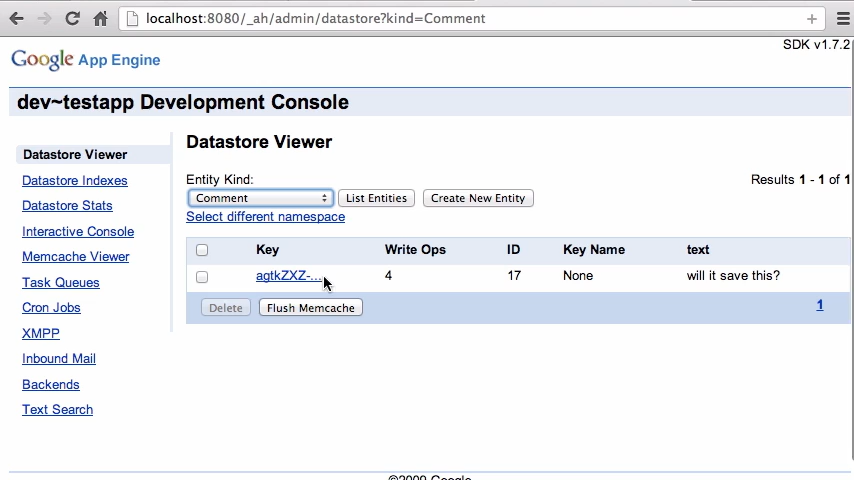 localhost:8080/_ah/admin/datastore?kind=Comment
SDK v1.7.2
Google App Engine
dev~testapp Development Console
Datastore Viewer
Datastore Indexes
Datastore Stats
Interactive Console
Memcache Viewer
Task Queues
Cron Jobs
XMPP
Inbound Mail
Backends
Text Search
Datastore Viewer
Entity Kind:
Results 1 - 1 of 1
Comment List Entities Create New Entity
Select different namespace
Key Write Ops ID Key Name text
agtkZXZ-... 4 17 None will it save this?
Delete Flush Memcache 1
©2009 Google